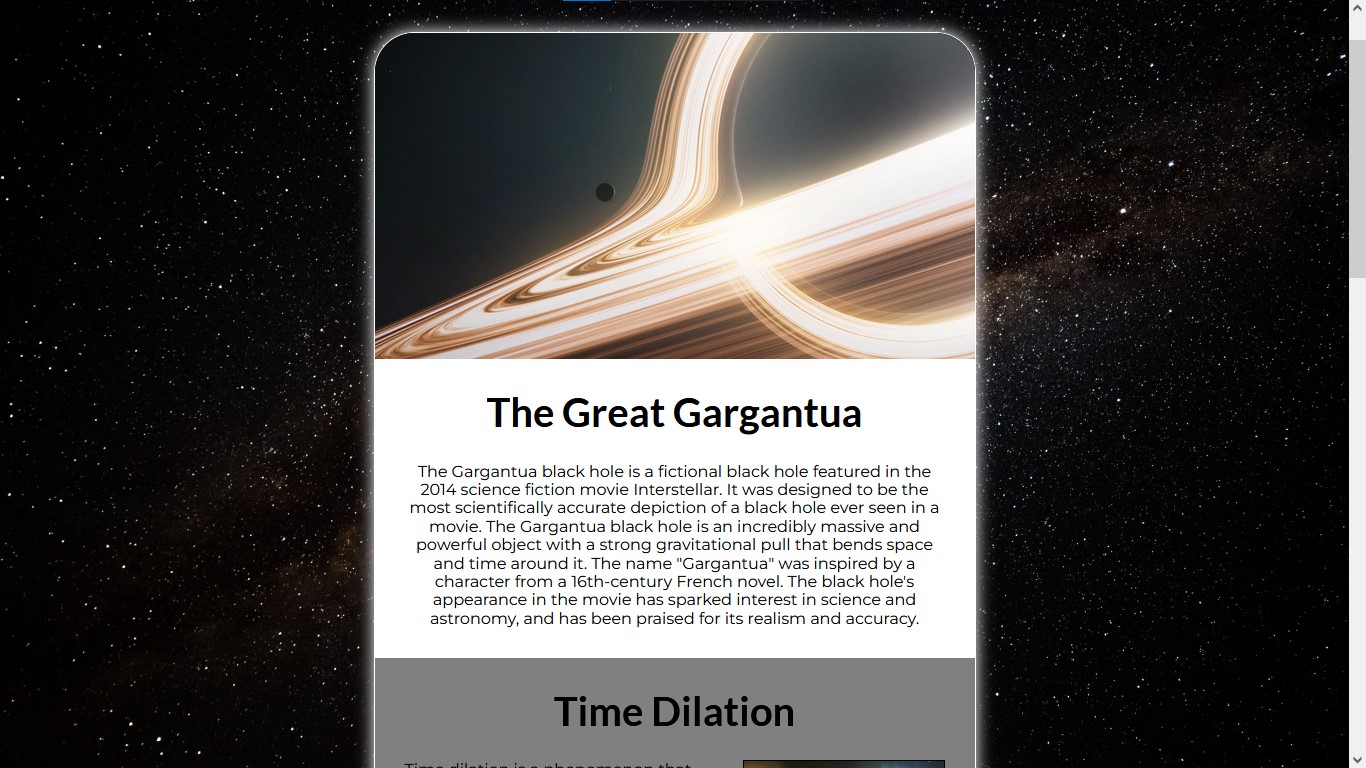 The Great Gargantua
The Gargantua black hole is a fictional black hole featured in the
2014 science fiction movie Interstellar. It was designed to be the
most scientifically accurate depiction of a black hole ever seen in a
movie. The Gargantua black hole is an incredibly massive and
powerful object with a strong gravitational pull that bends space
and time around it. The name "Gargantua" was inspired by a
character from a 16th-century French novel. The black hole's
appearance in the movie has sparked interest in science and
astronomy, and has been praised for its realism and accuracy.
Time Dilation
Time dilation is a phenomenon that